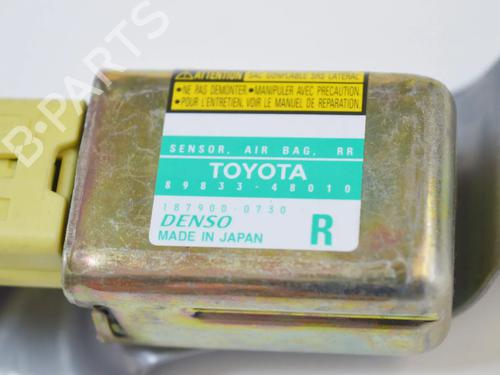 ATTENTION SAC GONFLABLE SRS LATERAL
•NE PAS DEMONTER •MANIPULER AVEC PRECAUTION
•POUR L'ENTRETIEN, VOIR LE MANUEL DE REPARATION.
SENSOR, AIR BAG, RR
TOYOTA
89833-48010
187900-0730
DENSO
MADE IN JAPAN
R
B-PARTS